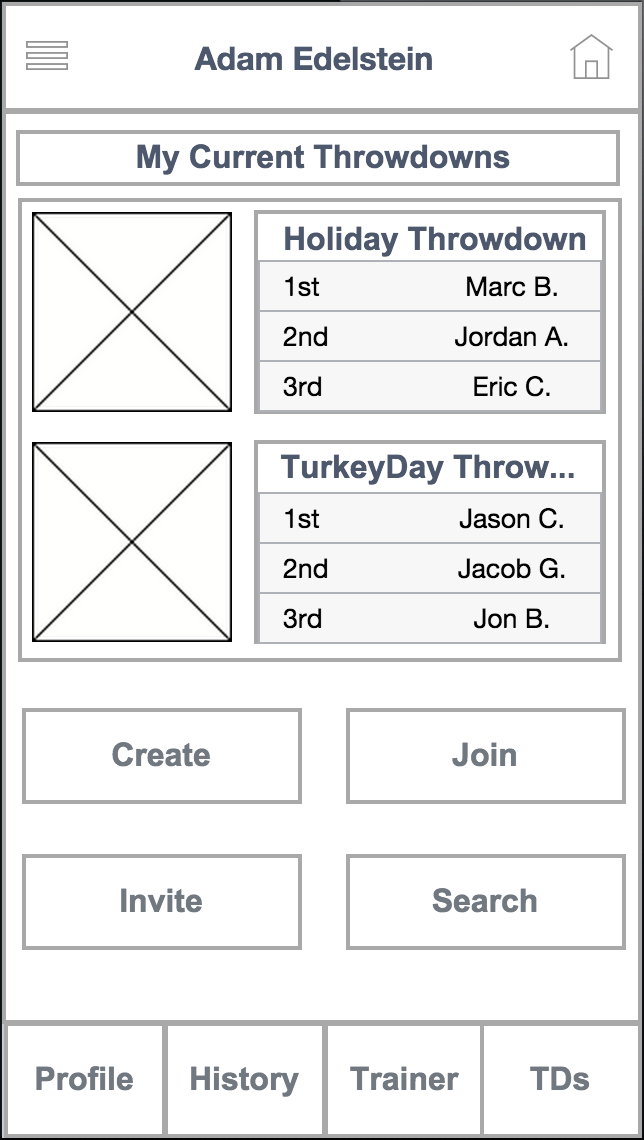 Adam Edelstein
My Current Throwdowns
Holiday Throwdown
1st Marc B.
2nd Jordan A.
3rd Eric C.
TurkeyDay Throw...
1st Jason C.
2nd Jacob G.
3rd Jon B.
Create Join
Invite Search
Profile History Trainer TDs